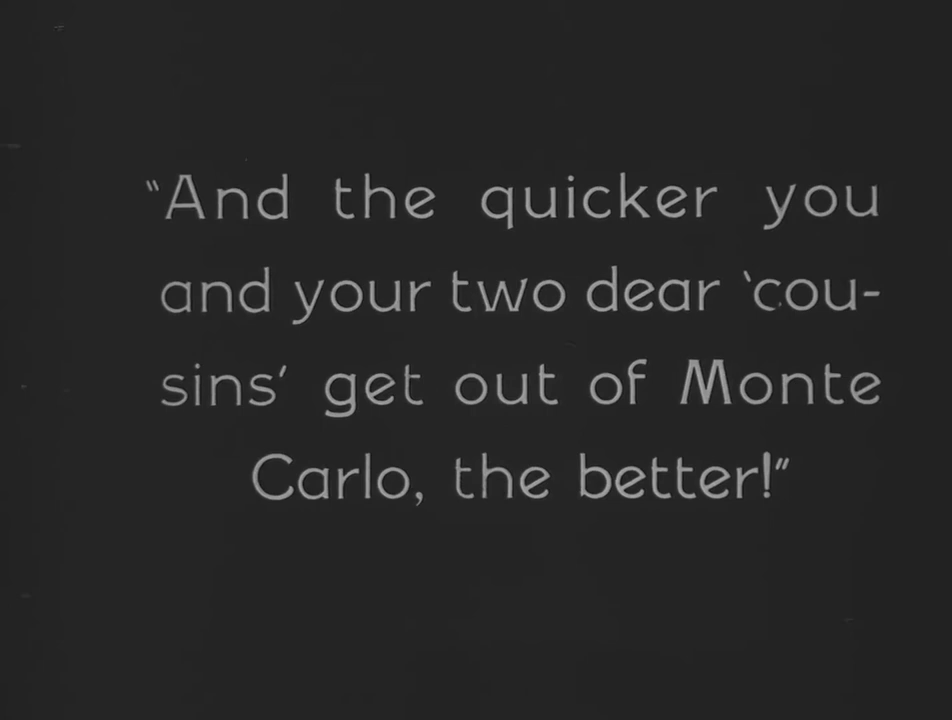 "And the quicker you
and your two dear 'cou-
sins' get out of Monte
Carlo, the better!"